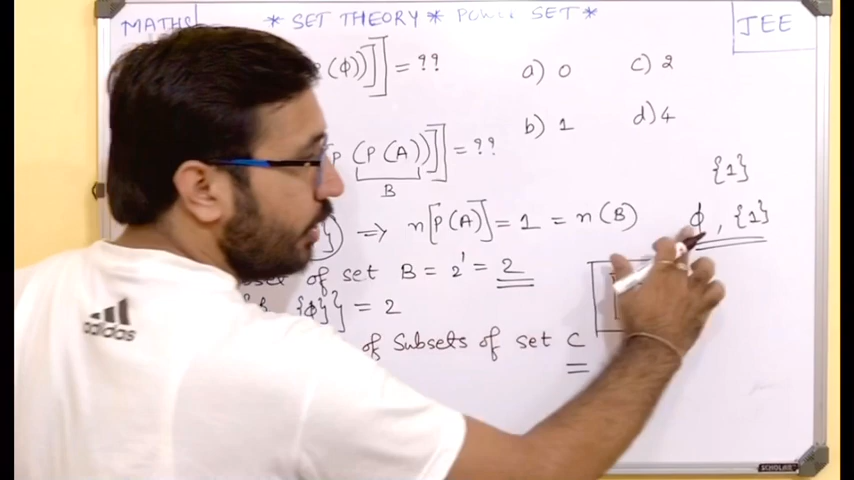 MATHS * SET THEORY * POWER SET * JEE
(φ))]] = ?? a) 0 c) 2
b) 1 d) 4
P (P (A))]] = ??
B
{1}
=> n[P(A)] = 1 = n(B) φ, {1}
of set B = 2¹ = 2
{φ}} = 2
of Subsets of set C
adidas
SCHOLAR